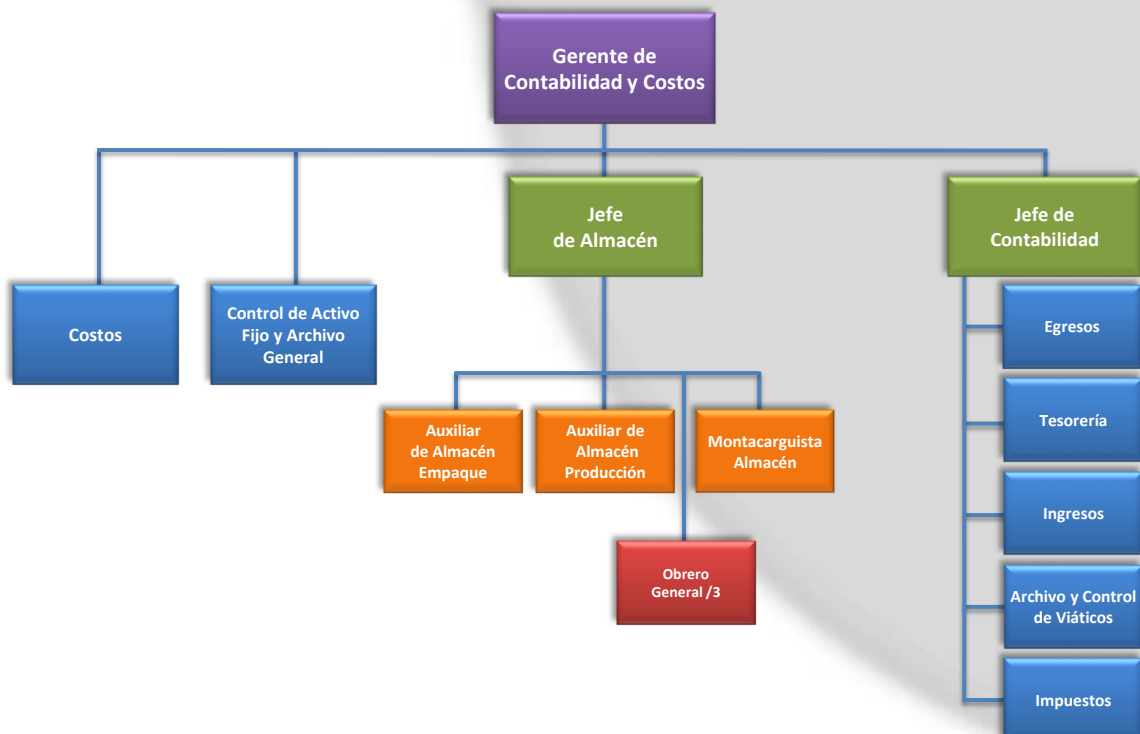 Gerente de
Contabilidad y Costos
Jefe
de Almacén
Jefe de
Contabilidad
Costos
Control de Activo
Fijo y Archivo
General
Egresos
Tesorería
Auxiliar
de Almacén
Empaque
Auxiliar de
Almacén
Producción
Montacarguista
Almacén
Ingresos
Obrero
General /3
Archivo y Control
de Viáticos
Impuestos